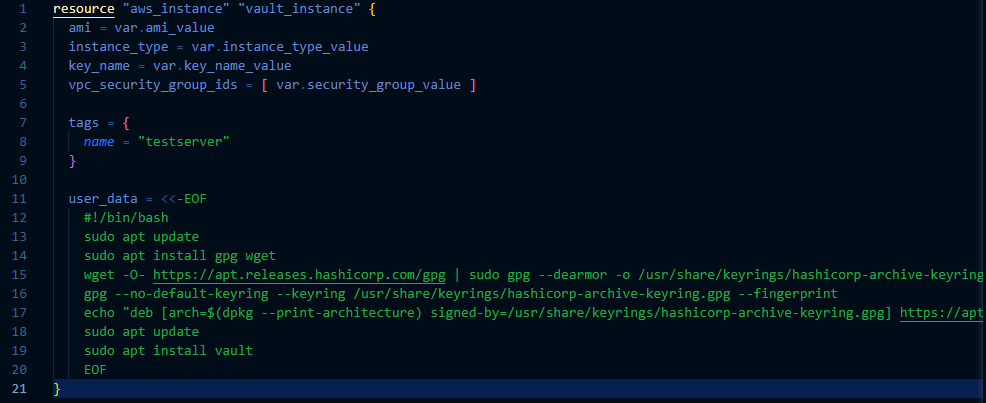 1 resource "aws_instance" "vault_instance" {
2 ami = var.ami_value
3 instance_type = var.instance_type_value
4 key_name = var.key_name_value
5 vpc_security_group_ids = [ var.security_group_value ]
6
7 tags = {
8 name = "testserver"
9 }
10
11 user_data = <<-EOF
12 #!/bin/bash
13 sudo apt update
14 sudo apt install gpg wget
15 wget -O- https://apt.releases.hashicorp.com/gpg | sudo gpg --dearmor -o /usr/share/keyrings/hashicorp-archive-keyring
16 gpg --no-default-keyring --keyring /usr/share/keyrings/hashicorp-archive-keyring.gpg --fingerprint
17 echo "deb [arch=$(dpkg --print-architecture) signed-by=/usr/share/keyrings/hashicorp-archive-keyring.gpg] https://apt
18 sudo apt update
19 sudo apt install vault
20 EOF
21 }